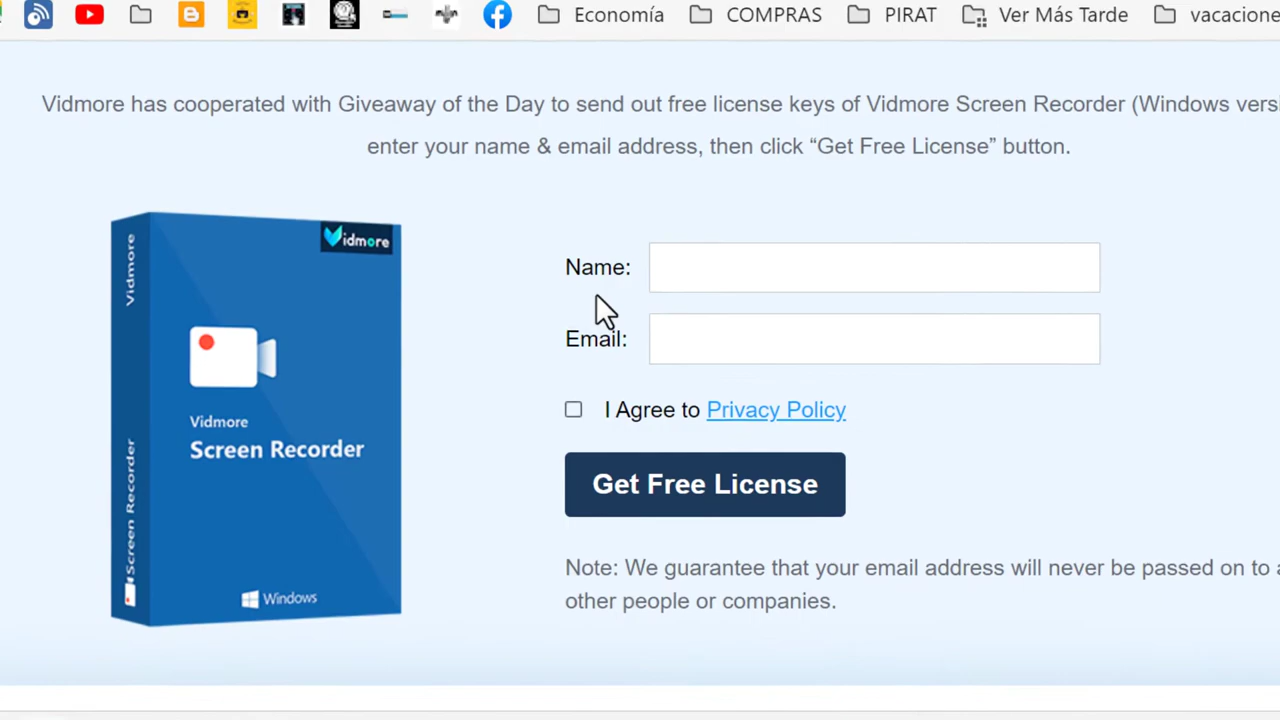 Economía COMPRAS PIRAT Ver Más Tarde vacacione
Vidmore has cooperated with Giveaway of the Day to send out free license keys of Vidmore Screen Recorder (Windows versi
enter your name & email address, then click “Get Free License” button.
Vidmore
Screen Recorder
Vidmore
Vidmore
Screen Recorder
Windows
Name:
Email:
I Agree to Privacy Policy
Get Free License
Note: We guarantee that your email address will never be passed on to a
other people or companies.